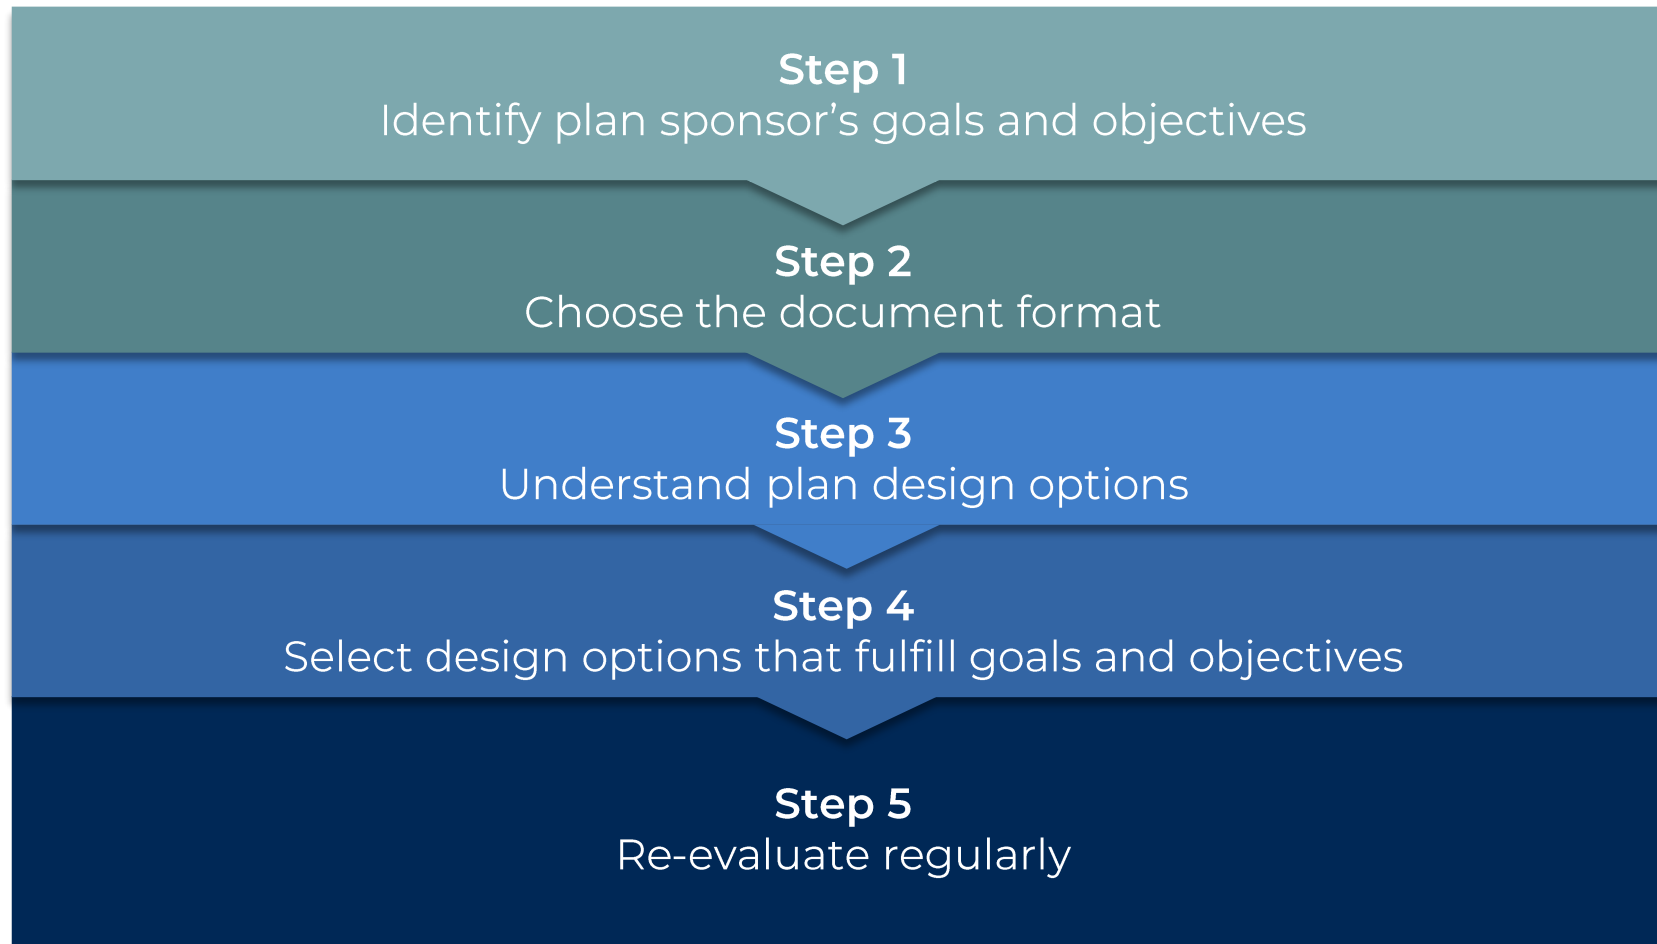 Step 1
Identify plan sponsor’s goals and objectives
Step 2
Choose the document format
Step 3
Understand plan design options
Step 4
Select design options that fulfill goals and objectives
Step 5
Re-evaluate regularly